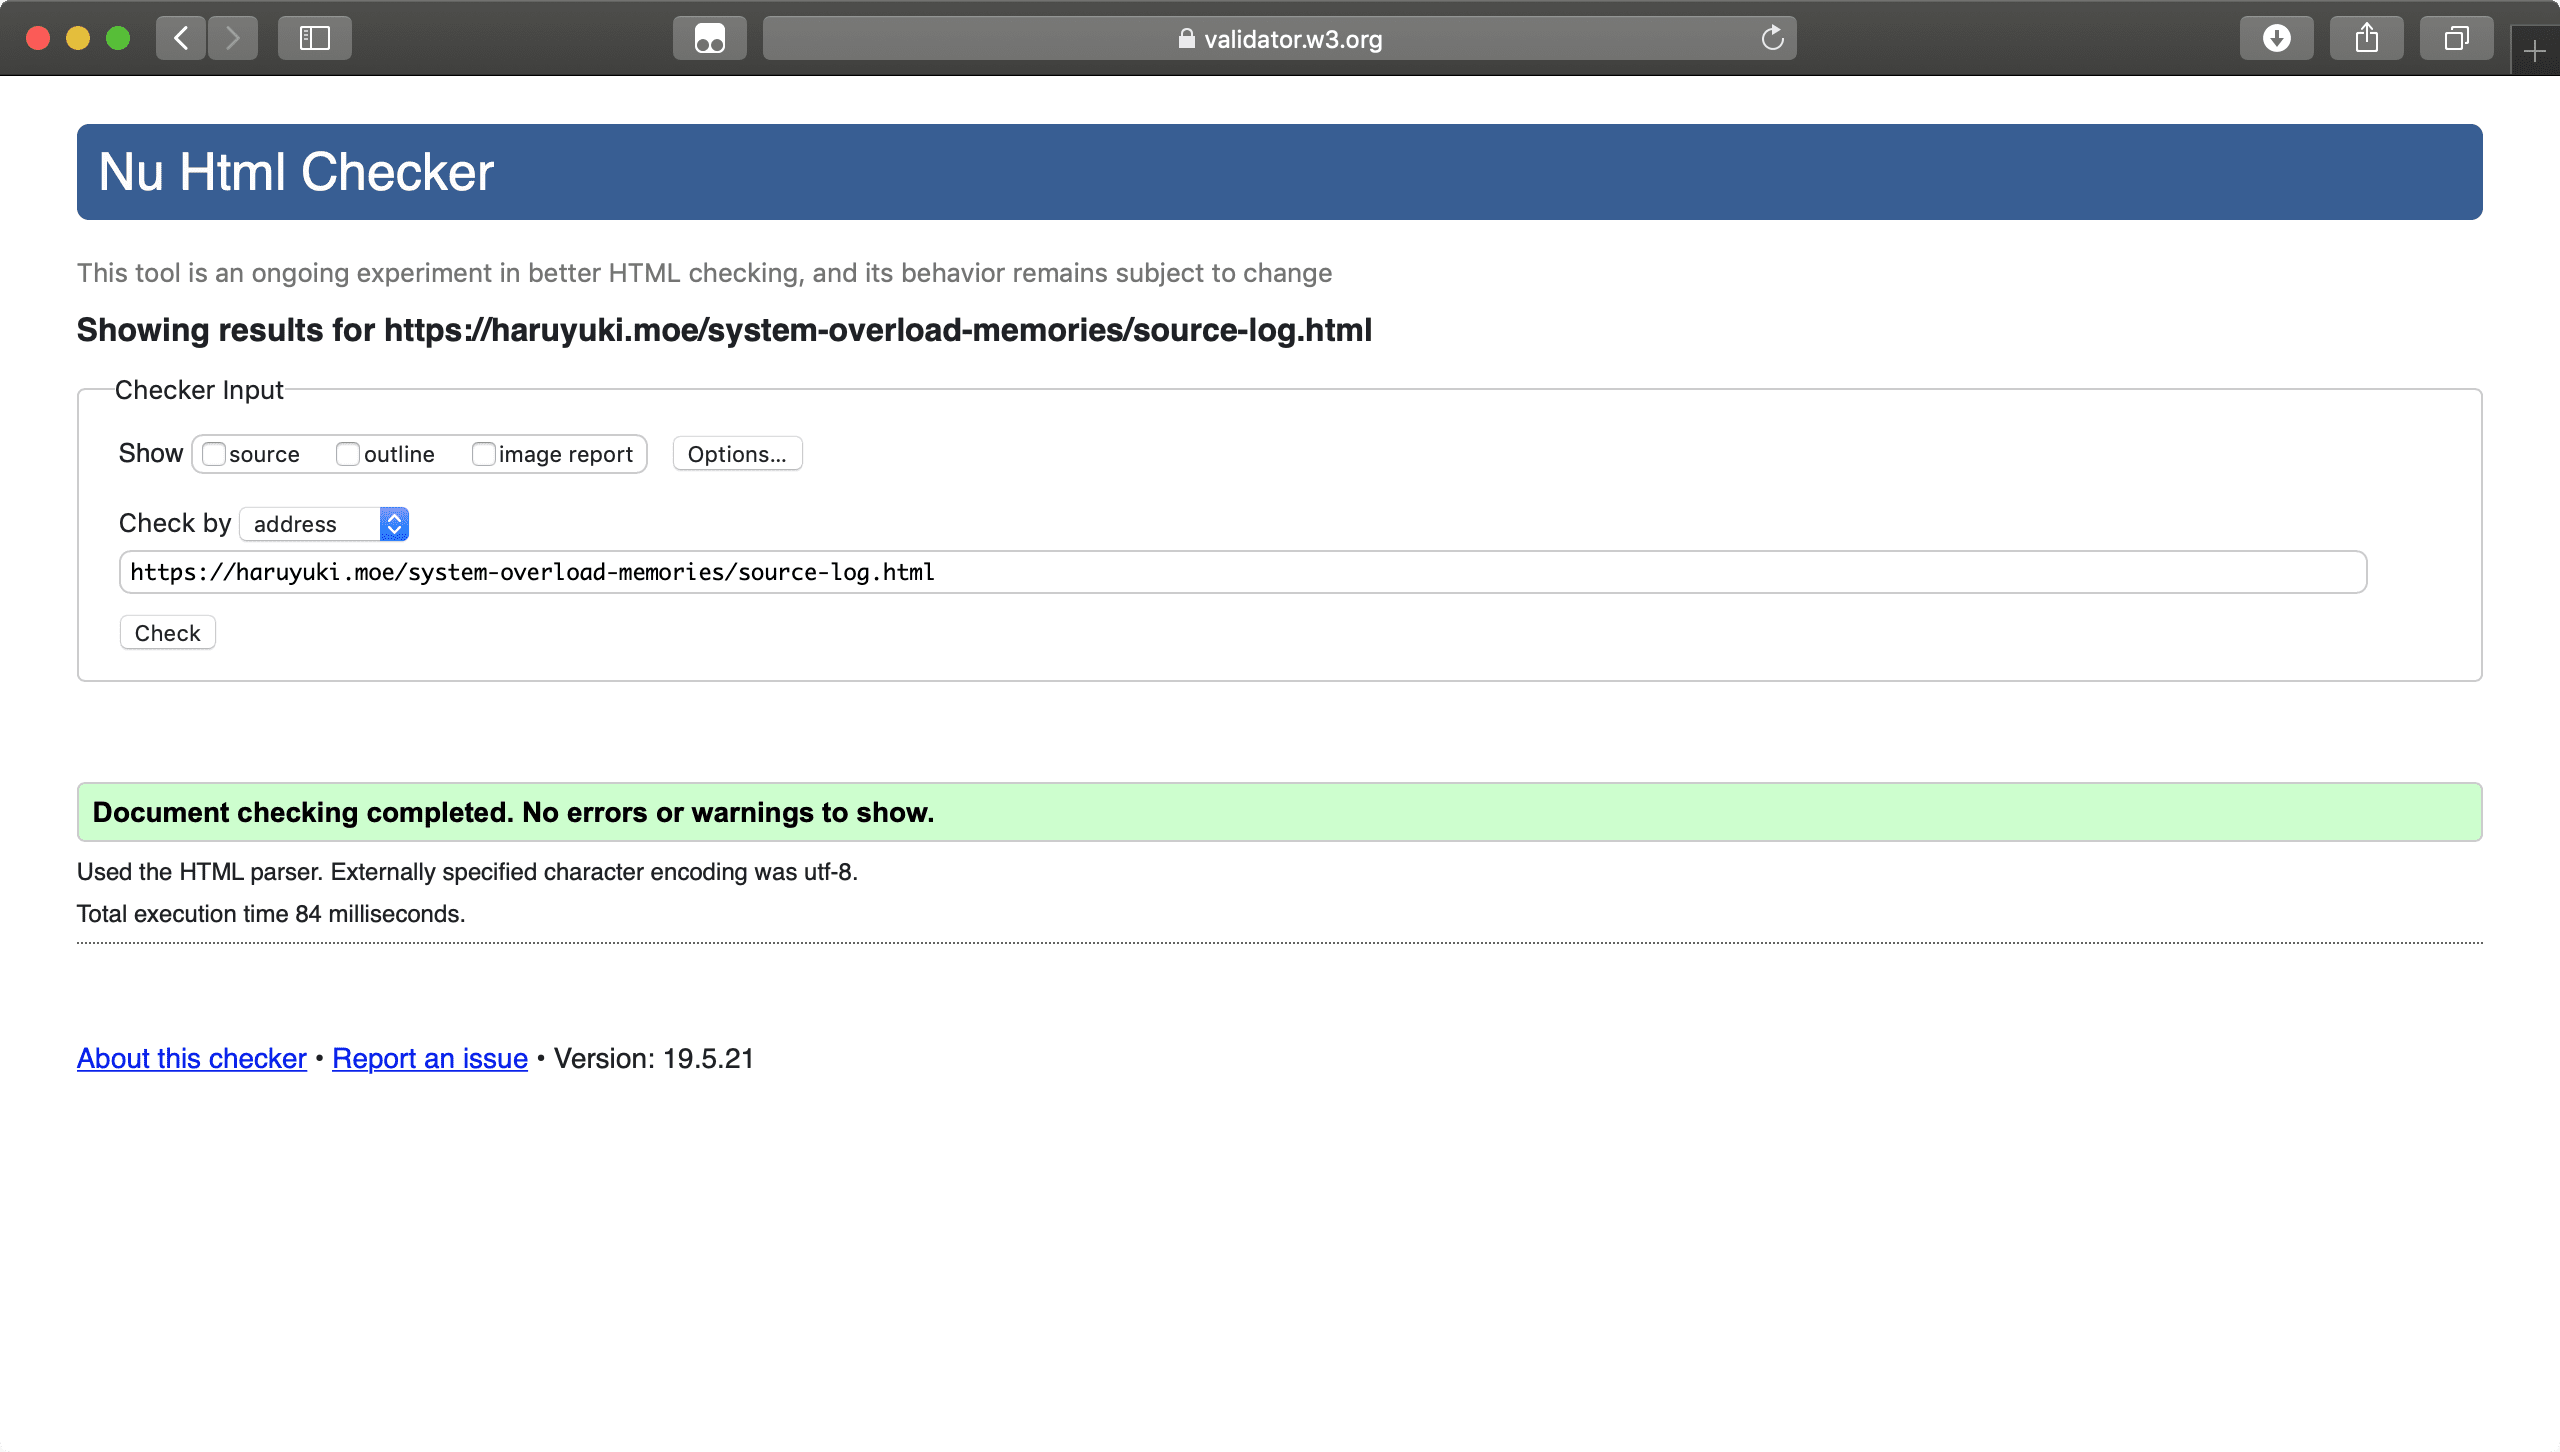 validator.w3.org
Nu Html Checker
This tool is an ongoing experiment in better HTML checking, and its behavior remains subject to change
Showing results for https://haruyuki.moe/system-overload-memories/source-log.html
Checker Input
Show source outline image report Options...
Check by address
https://haruyuki.moe/system-overload-memories/source-log.html
Check
Document checking completed. No errors or warnings to show.
Used the HTML parser. Externally specified character encoding was utf-8.
Total execution time 84 milliseconds.
About this checker • Report an issue • Version: 19.5.21